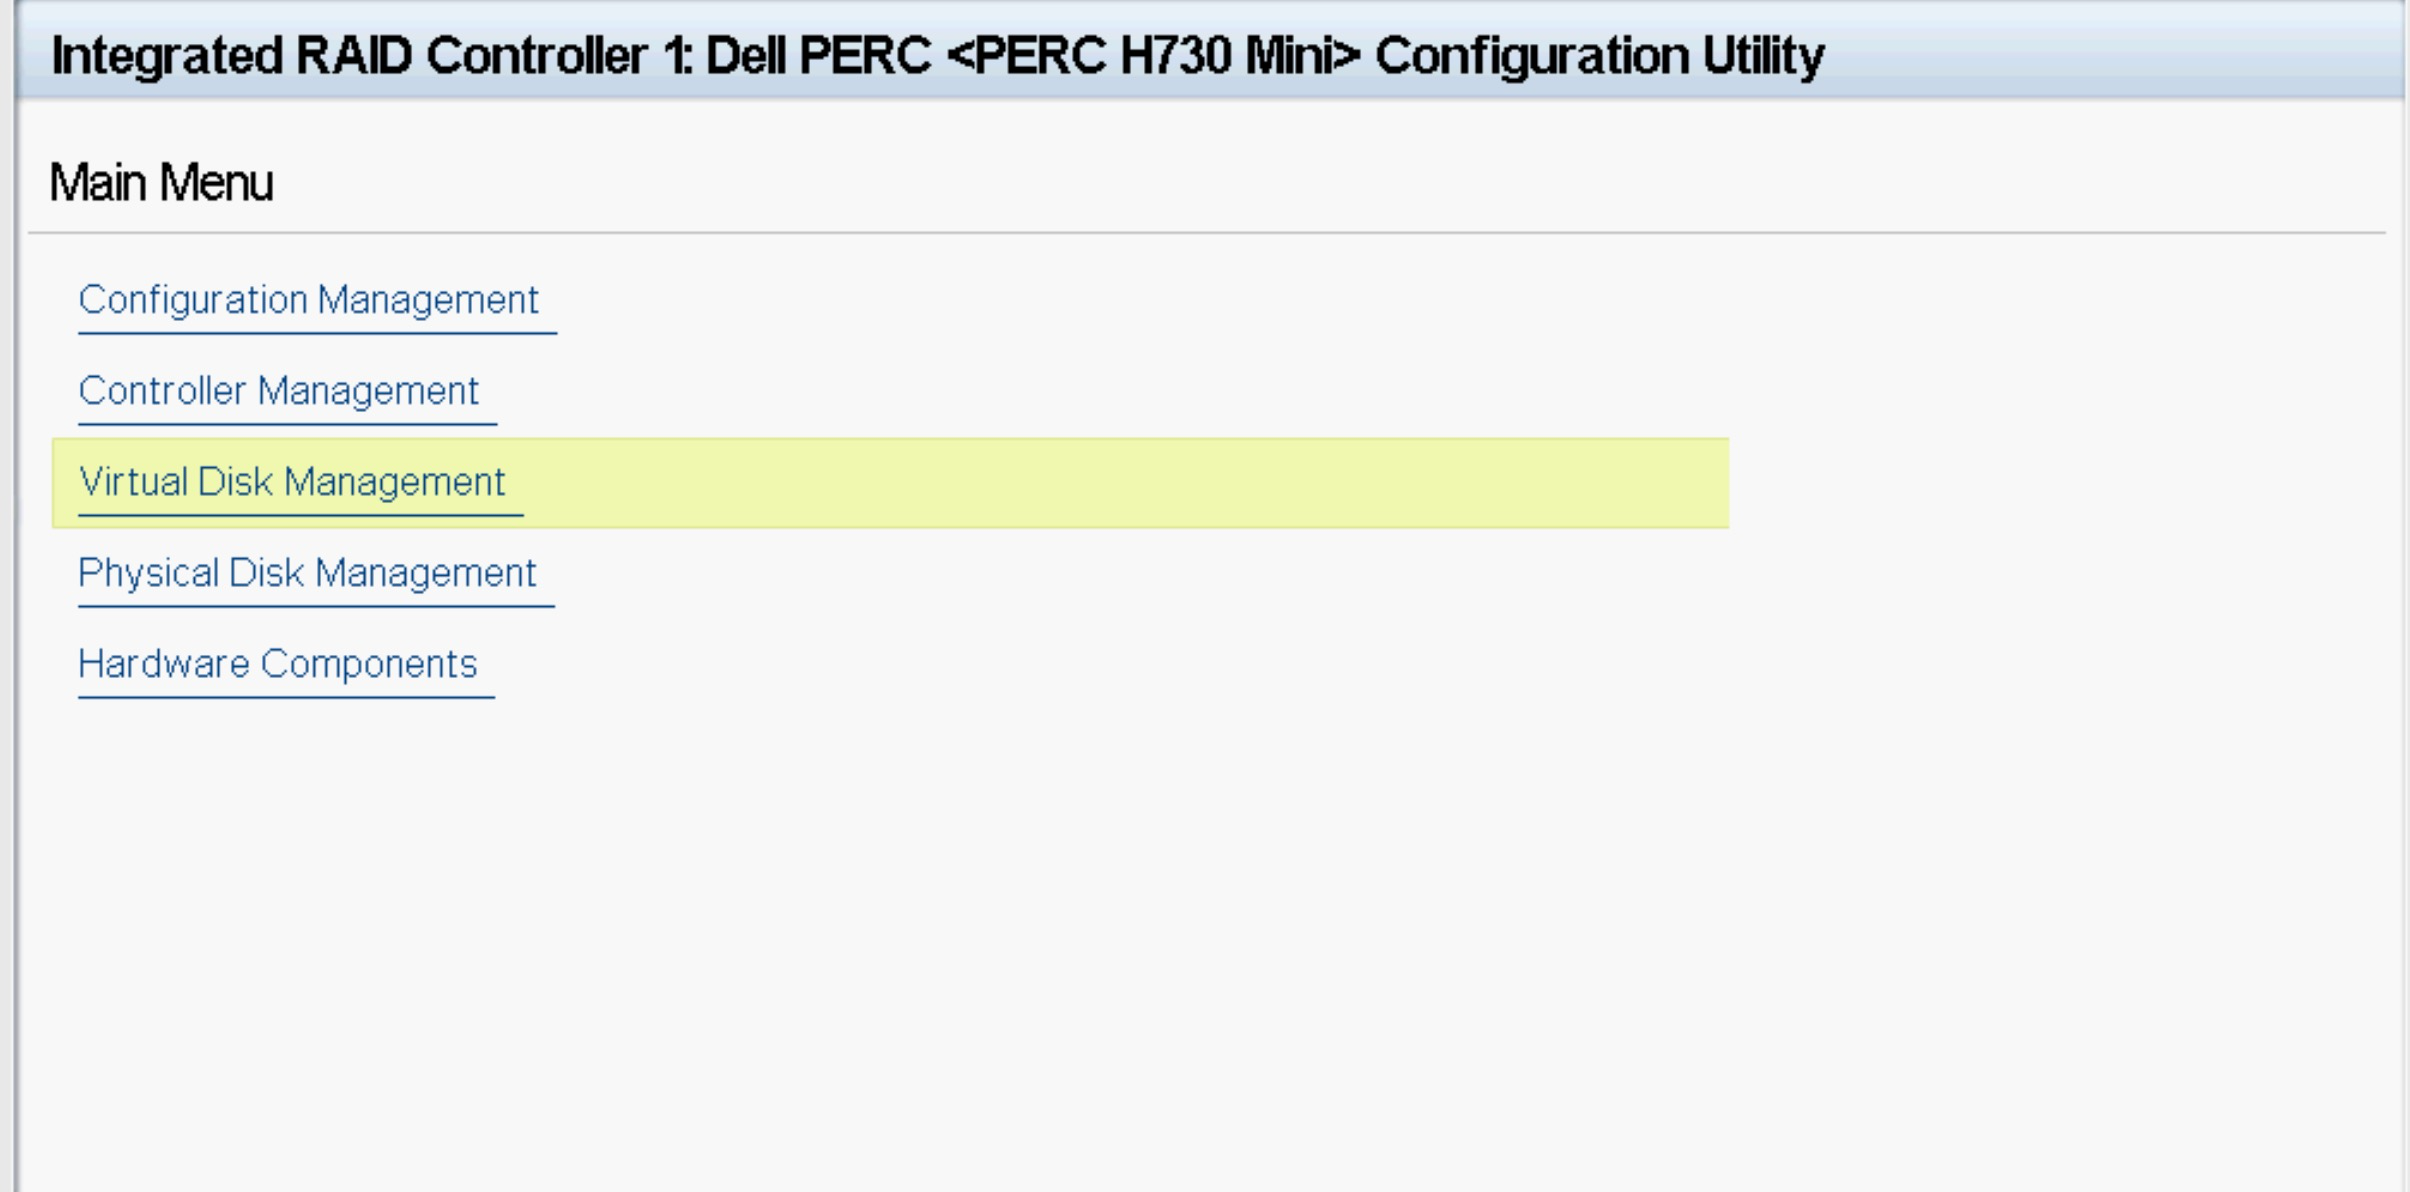 Integrated RAID Controller 1: Dell PERC <PERC H730 Mini> Configuration Utility
Main Menu
Configuration Management
Controller Management
Virtual Disk Management
Physical Disk Management
Hardware Components